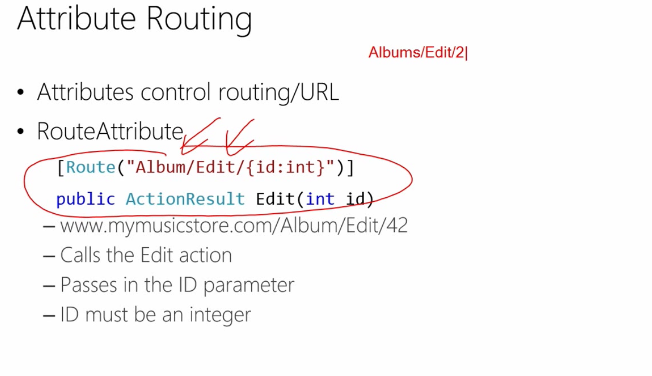 Attribute Routing
Albums/Edit/2
• Attributes control routing/URL
• RouteAttribute
[Route("Album/Edit/{id:int}")]
public ActionResult Edit(int id)
– www.mymusicstore.com/Album/Edit/42
– Calls the Edit action
– Passes in the ID parameter
– ID must be an integer